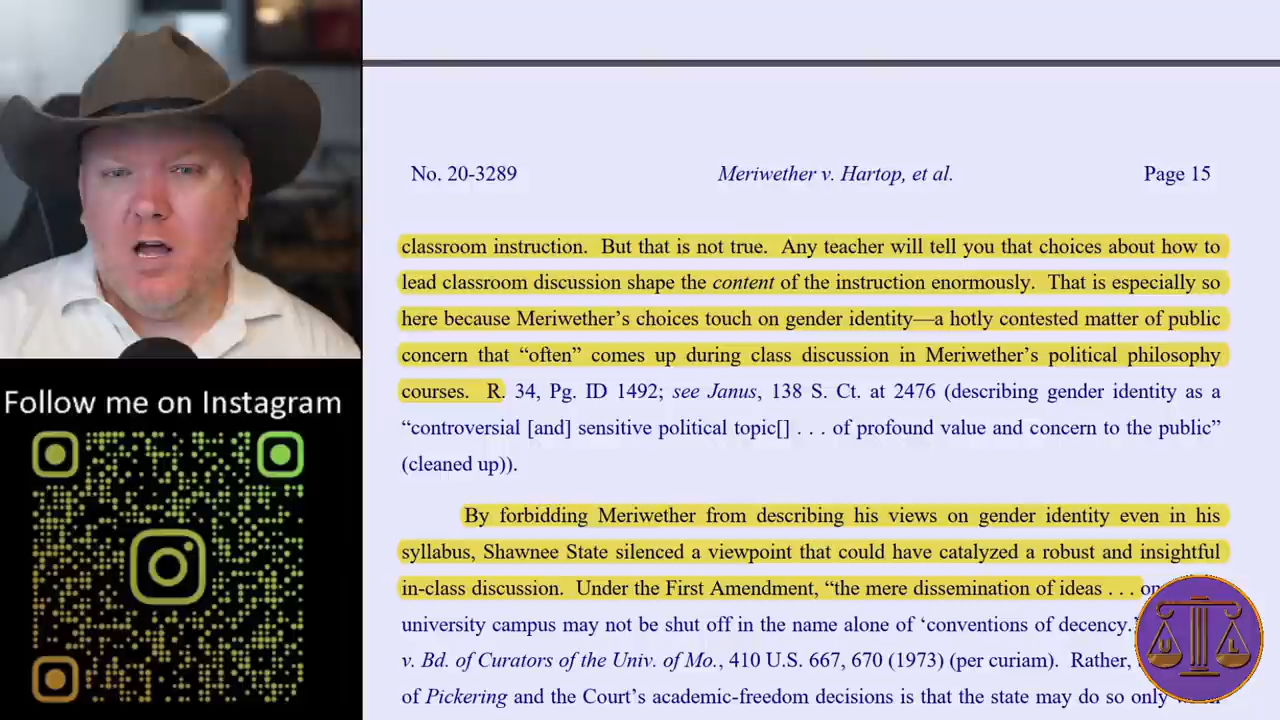 Follow me on Instagram
No. 20-3289 Meriwether v. Hartop, et al. Page 15
classroom instruction. But that is not true. Any teacher will tell you that choices about how to
lead classroom discussion shape the content of the instruction enormously. That is especially so
here because Meriwether’s choices touch on gender identity—a hotly contested matter of public
concern that “often” comes up during class discussion in Meriwether’s political philosophy
courses. R. 34, Pg. ID 1492; see Janus, 138 S. Ct. at 2476 (describing gender identity as a
“controversial [and] sensitive political topic[] . . . of profound value and concern to the public”
(cleaned up)).
By forbidding Meriwether from describing his views on gender identity even in his
syllabus, Shawnee State silenced a viewpoint that could have catalyzed a robust and insightful
in-class discussion. Under the First Amendment, “the mere dissemination of ideas . . .
university campus may not be shut off in the name alone of ‘conventions of decency.’
v. Bd. of Curators of the Univ. of Mo., 410 U.S. 667, 670 (1973) (per curiam). Rather,
of Pickering and the Court’s academic-freedom decisions is that the state may do so only
U L